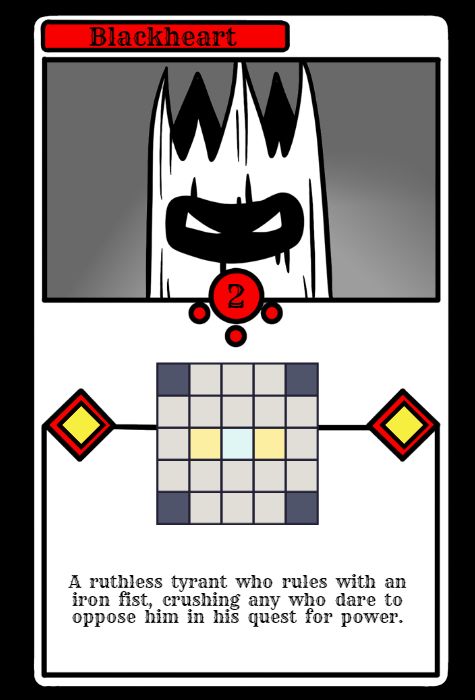 Blackheart
2
A ruthless tyrant who rules with an
iron fist, crushing any who dare to
oppose him in his quest for power.